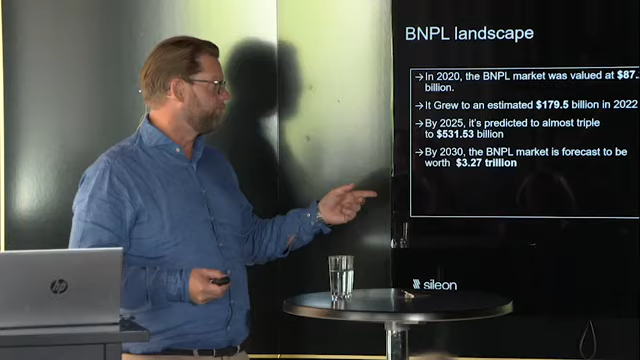 BNPL landscape
→ In 2020, the BNPL market was valued at $87.
billion.
→ It Grew to an estimated $179.5 billion in 2022
→ By 2025, it's predicted to almost triple
to $531.53 billion
→ By 2030, the BNPL market is forecast to be
worth $3.27 trillion
hp
sileon